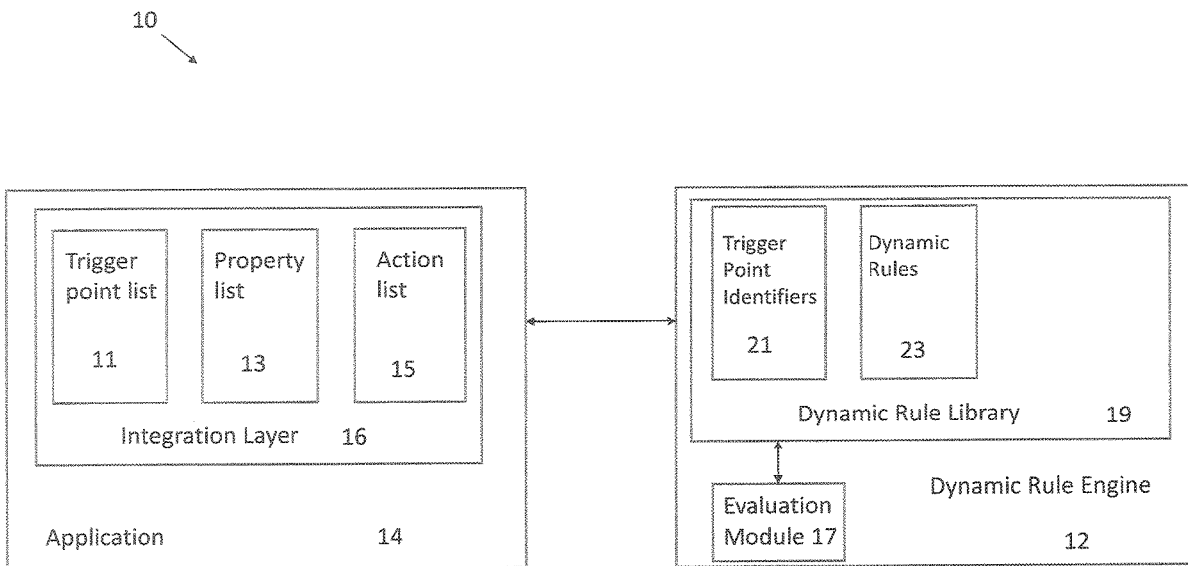 10
Trigger
point list
11
Property
list
13
Action
list
15
Integration Layer 16
Application 14
Trigger
Point
Identifiers
21
Dynamic
Rules
23
Dynamic Rule Library 19
Evaluation
Module 17
Dynamic Rule Engine
12